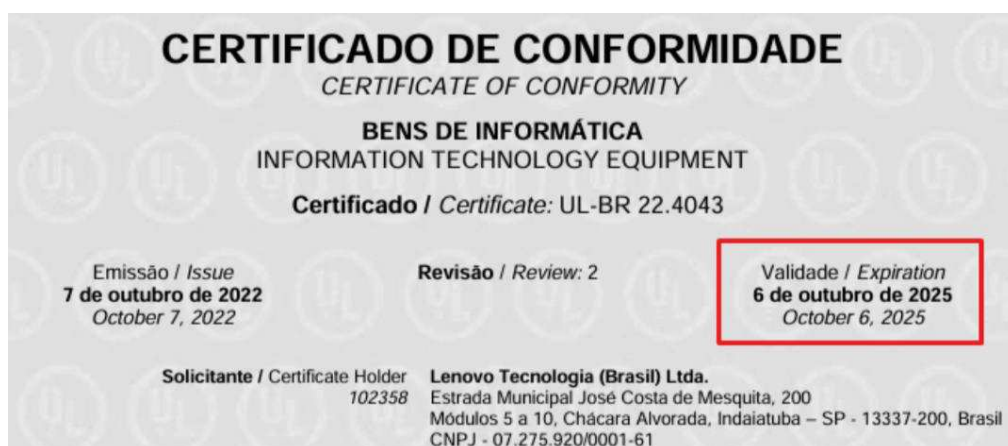 CERTIFICADO DE CONFORMIDADE
CERTIFICATE OF CONFORMITY
BENS DE INFORMÁTICA
INFORMATION TECHNOLOGY EQUIPMENT
Certificado / Certificate: UL-BR 22.4043
Emissão / Issue
7 de outubro de 2022
October 7, 2022
Revisão / Review: 2
Validade / Expiration
6 de outubro de 2025
October 6, 2025
Solicitante / Certificate Holder
102358
Lenovo Tecnologia (Brasil) Ltda.
Estrada Municipal José Costa de Mesquita, 200
Módulos 5 a 10, Chácara Alvorada, Indaiatuba – SP - 13337-200, Brasil
CNPJ - 07.275.920/0001-61